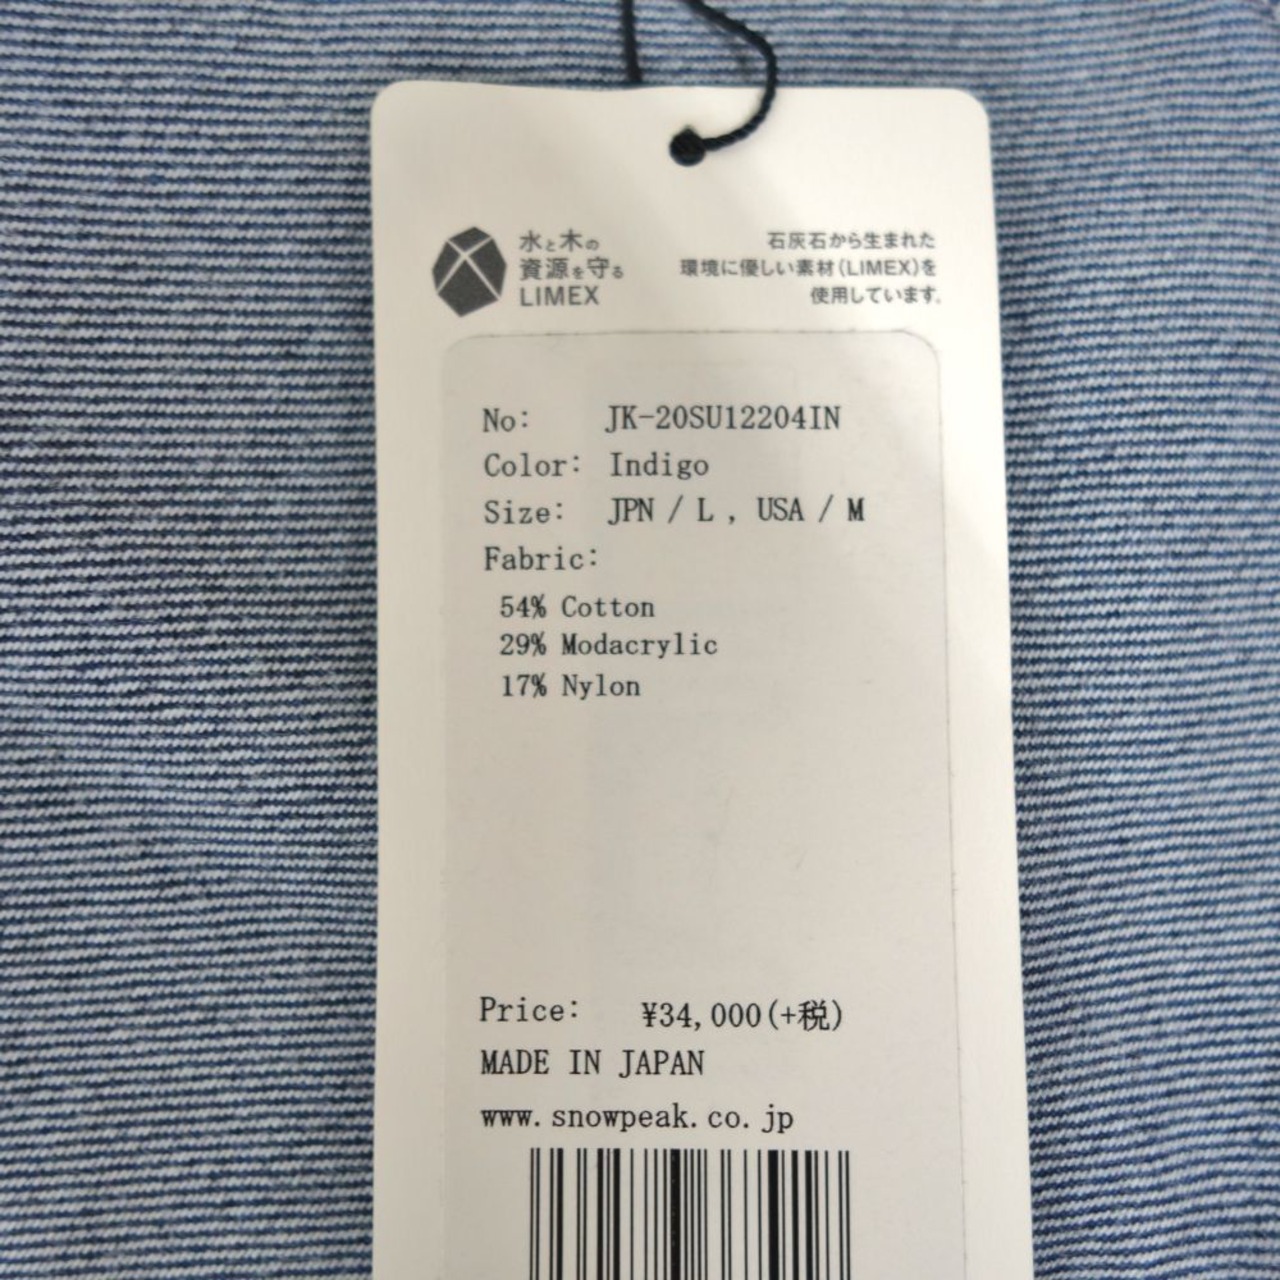 水と木の
資源を守る
LIMEX
石灰石から生まれた
環境に優しい素材(LIMEX)を
使用しています。
No: JK-20SU12204IN
Color: Indigo
Size: JPN / L , USA / M
Fabric:
54% Cotton
29% Modacrylic
17% Nylon
Price: ¥34,000(+税)
MADE IN JAPAN
www.snowpeak.co.jp